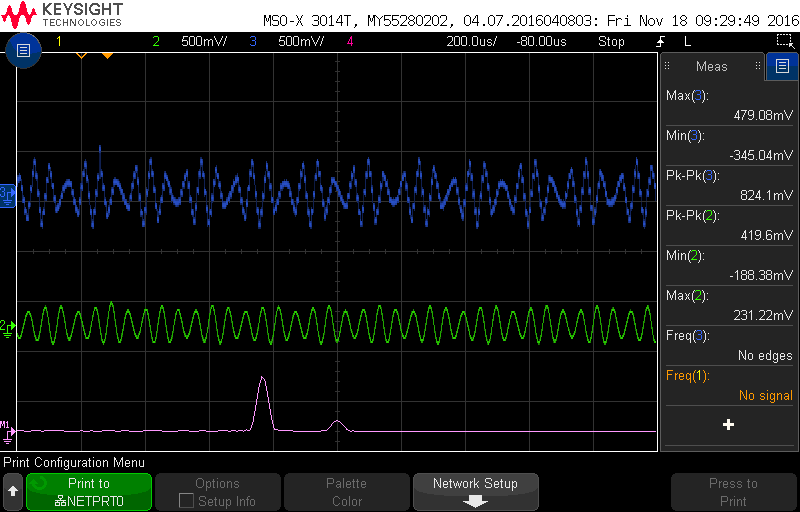 KEYSIGHT
TECHNOLOGIES
MSO-X 3014T, MY55280202, 04.07.2016040803: Fri Nov 18 09:29:49 2016
1 2 500mV/ 3 500mV/ 4 200.0us/ -80.00us Stop L
Meas
Max(3):
479.08mV
Min(3):
-345.04mV
Pk-Pk(3):
824.1mV
Pk-Pk(2):
419.6mV
Min(2):
-188.38mV
Max(2):
231.22mV
Freq(3):
No edges
Freq(1):
No signal
3
2
M1
Print Configuration Menu
Print to
NETPRT0
Options
Setup Info
Palette
Color
Network Setup
Press to
Print